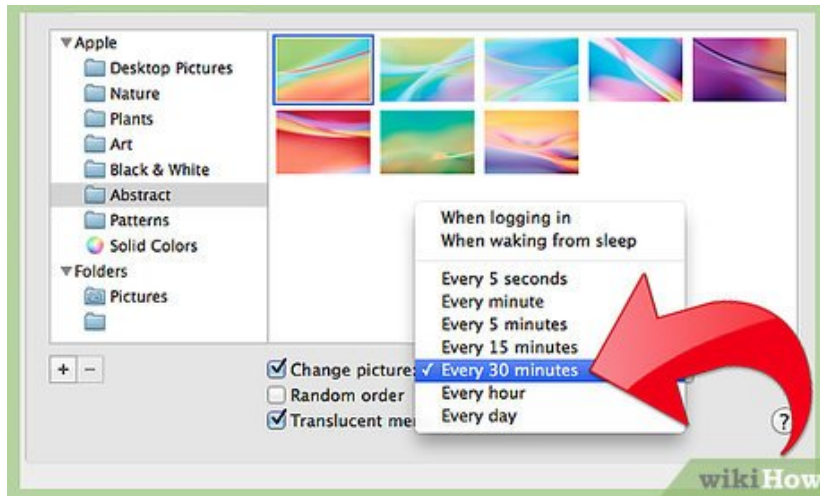 Apple
Desktop Pictures
Nature
Plants
Art
Black & White
Abstract
Patterns
Solid Colors
Folders
Pictures
+ −
When logging in
When waking from sleep
Every 5 seconds
Every minute
Every 5 minutes
Every 15 minutes
✓ Every 30 minutes
Every hour
Every day
✓ Change picture:
Random order
✓ Translucent me
?
wikiHow